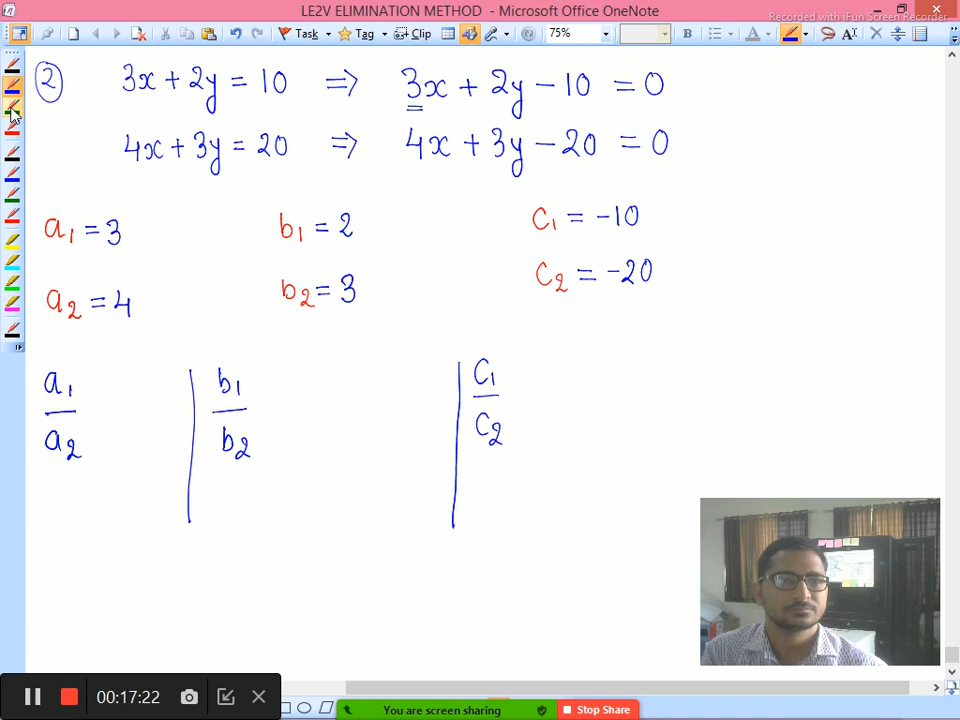 LE2V ELIMINATION METHOD - Microsoft Office OneNote
Recorded with iFun Screen Recorder
Task Tag Clip 75% B A
② 3x + 2y = 10 ⇒ 3x + 2y − 10 = 0
4x + 3y = 20 ⇒ 4x + 3y − 20 = 0
a1 = 3 b1 = 2 c1 = −10
a2 = 4 b2 = 3 c2 = −20
a1 b1 c1
a2 b2 c2
00:17:22
You are screen sharing Stop Share